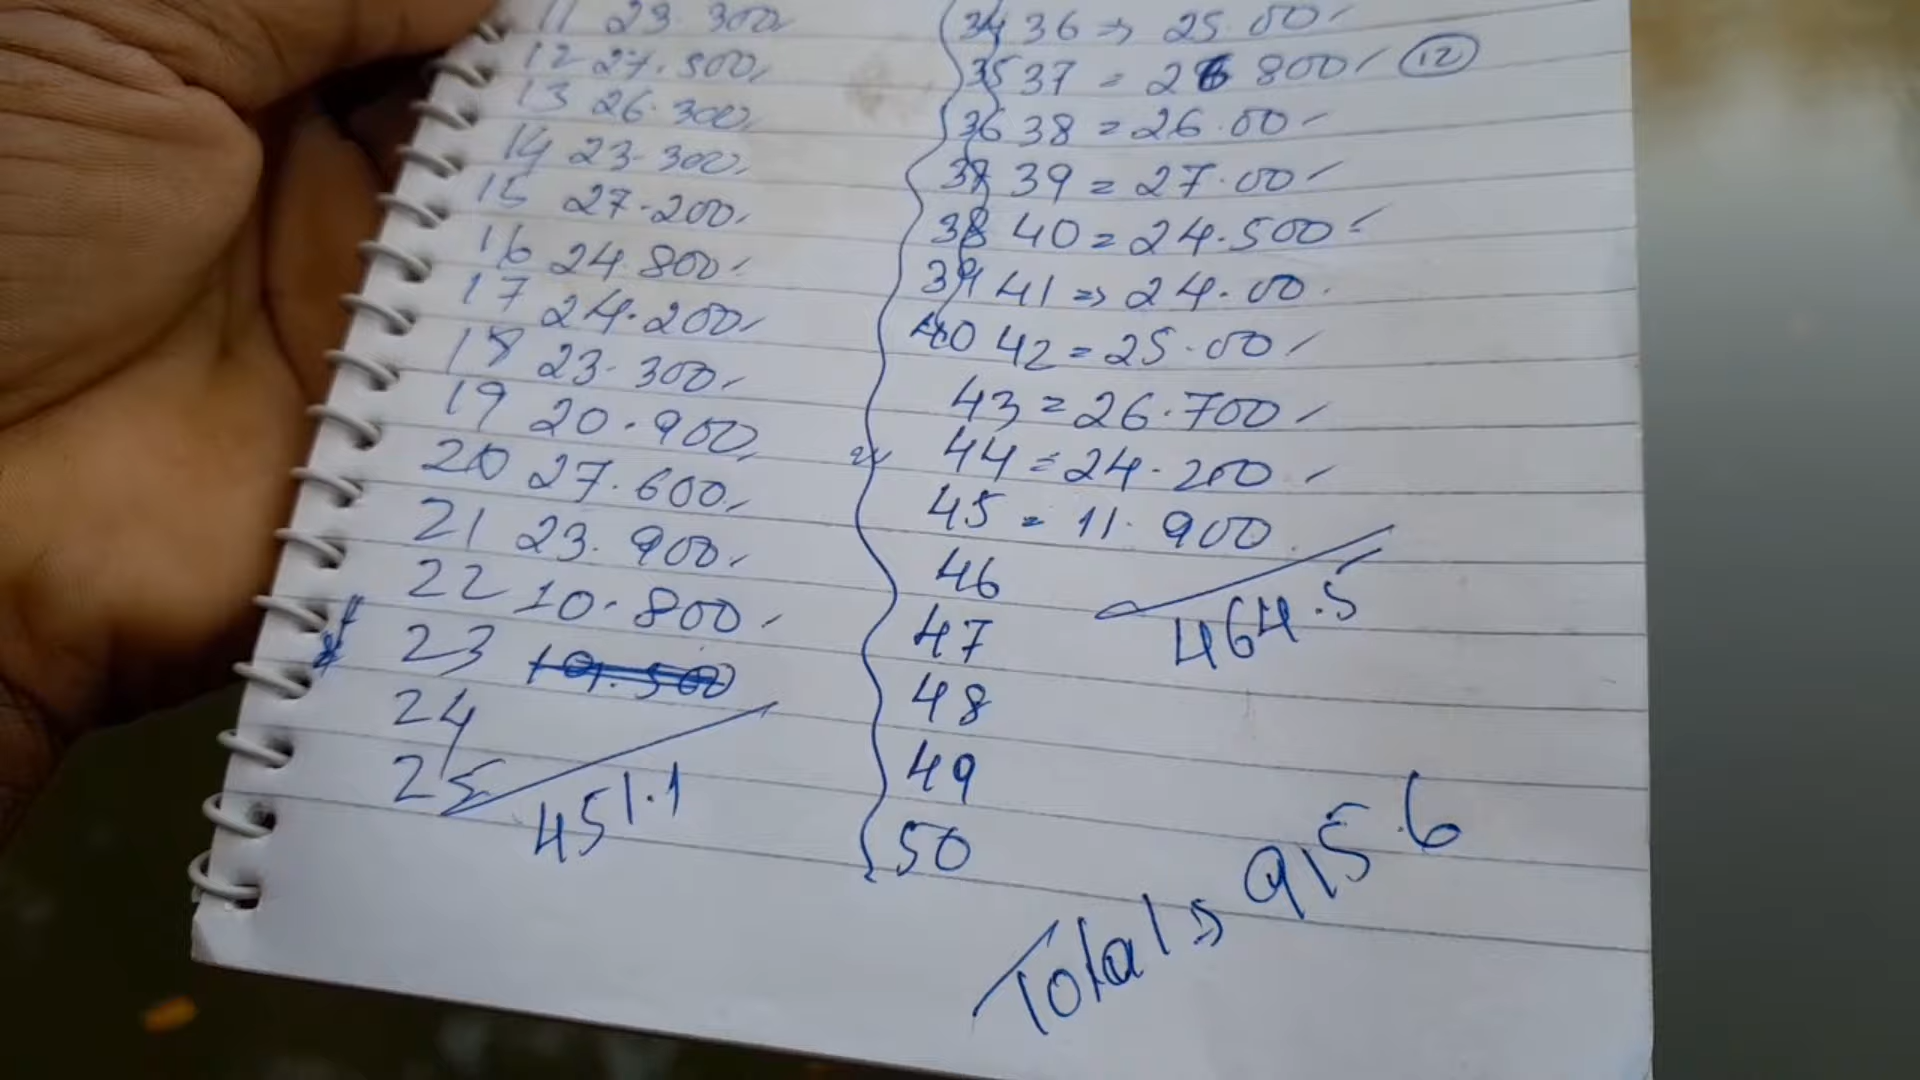 11 23.300
12 27.500
13 26.300
14 23.300
15 27.200
16 24.800
17 24.200
18 23.300
19 20.900
20 27.600
21 23.900
22 10.800
23
24
25
451.1
34 36 => 25.00
35 37 = 26 800 12
36 38 = 26.00
39 = 27.00
38 40 = 24.500
39 41 => 24.00
40 42 = 25.00
43 = 26.700
44 = 24.200
45 = 11.900
46
47
48
49
50
464.5
Total => 915.6